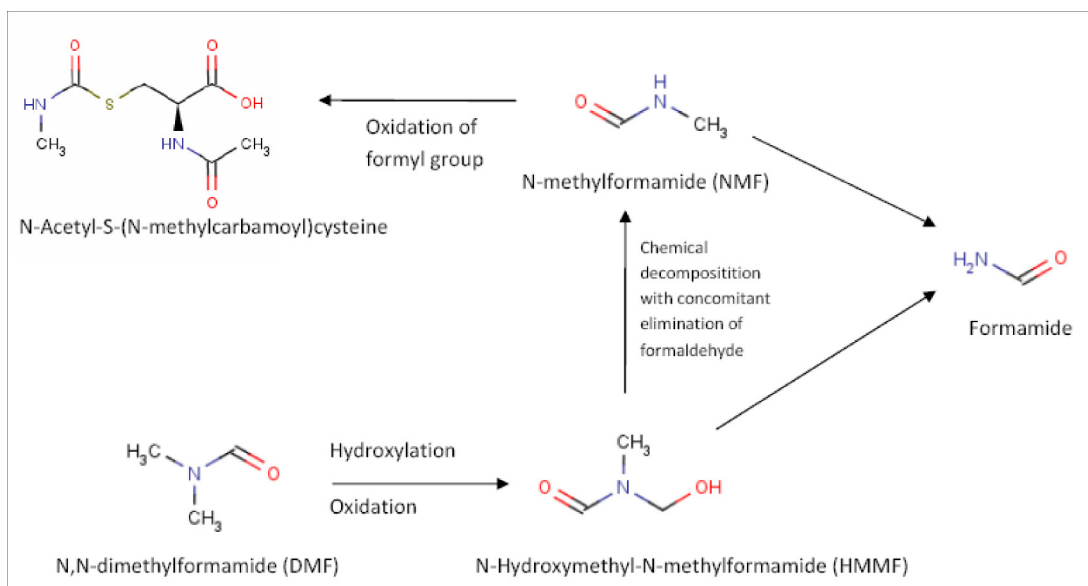 O
O
HN
S
OH
CH3
HN
CH3
O
N-Acetyl-S-(N-methylcarbamoyl)cysteine
Oxidation of
formyl group
H
O
N
CH3
N-methylformamide (NMF)
Chemical
decompositition
with concomitant
elimination of
formaldehyde
H2N
O
Formamide
H3C
N
O
CH3
N,N-dimethylformamide (DMF)
Hydroxylation
Oxidation
CH3
O
N
OH
N-Hydroxymethyl-N-methylformamide (HMMF)